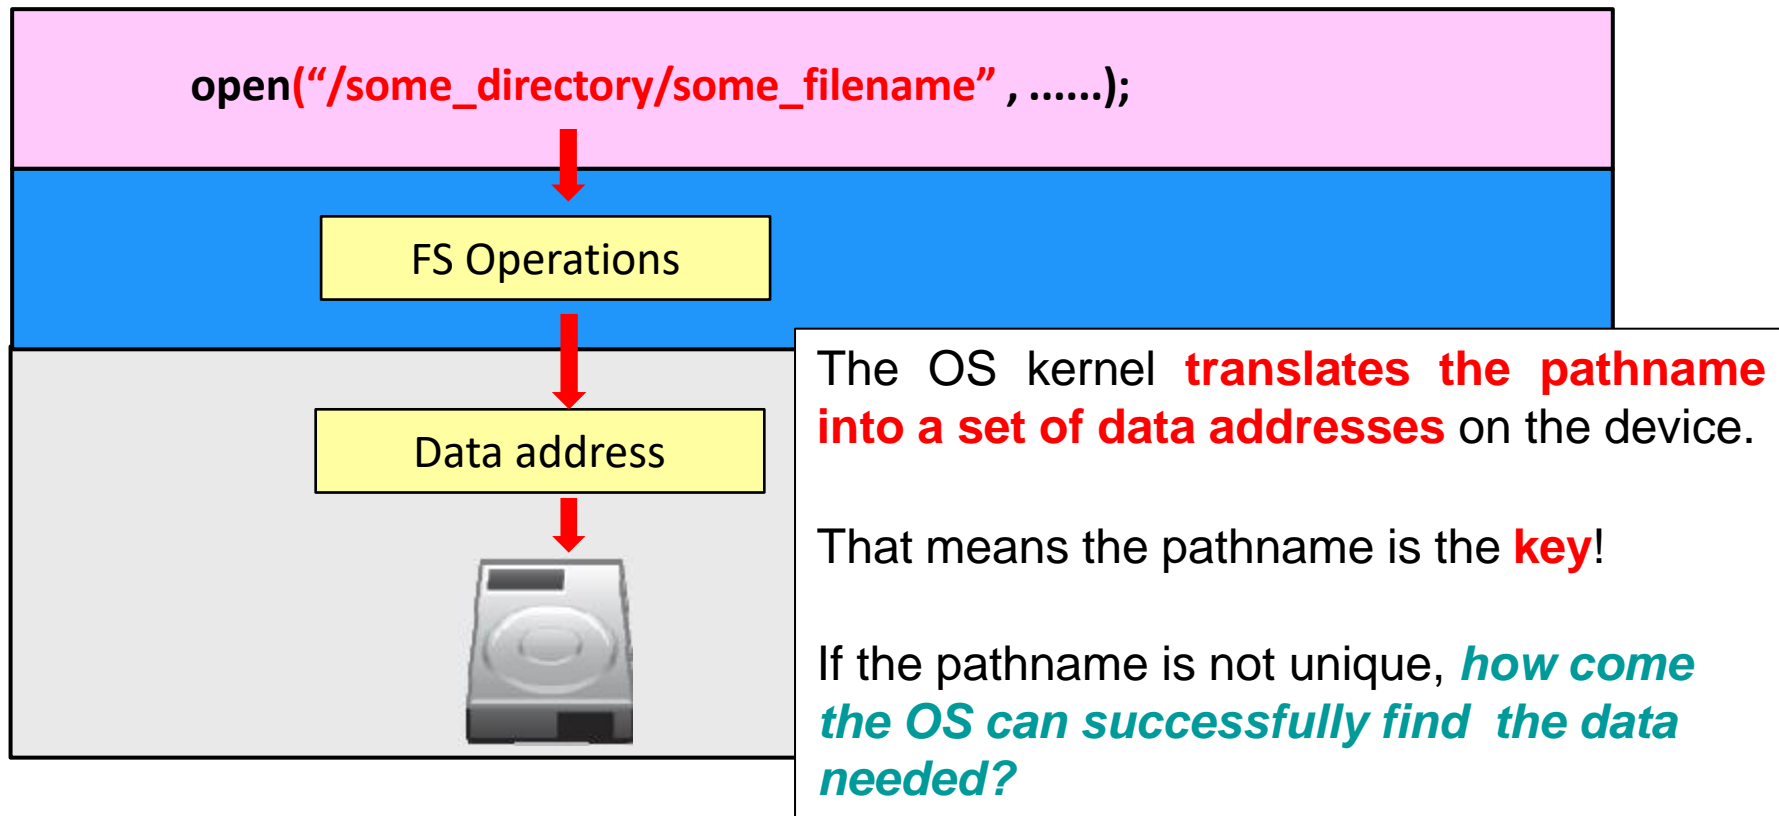 open(“/some_directory/some_filename” , ......);
FS Operations
Data address
The OS kernel translates the pathname
into a set of data addresses on the device.
That means the pathname is the key!
If the pathname is not unique, how come
the OS can successfully find the data
needed?